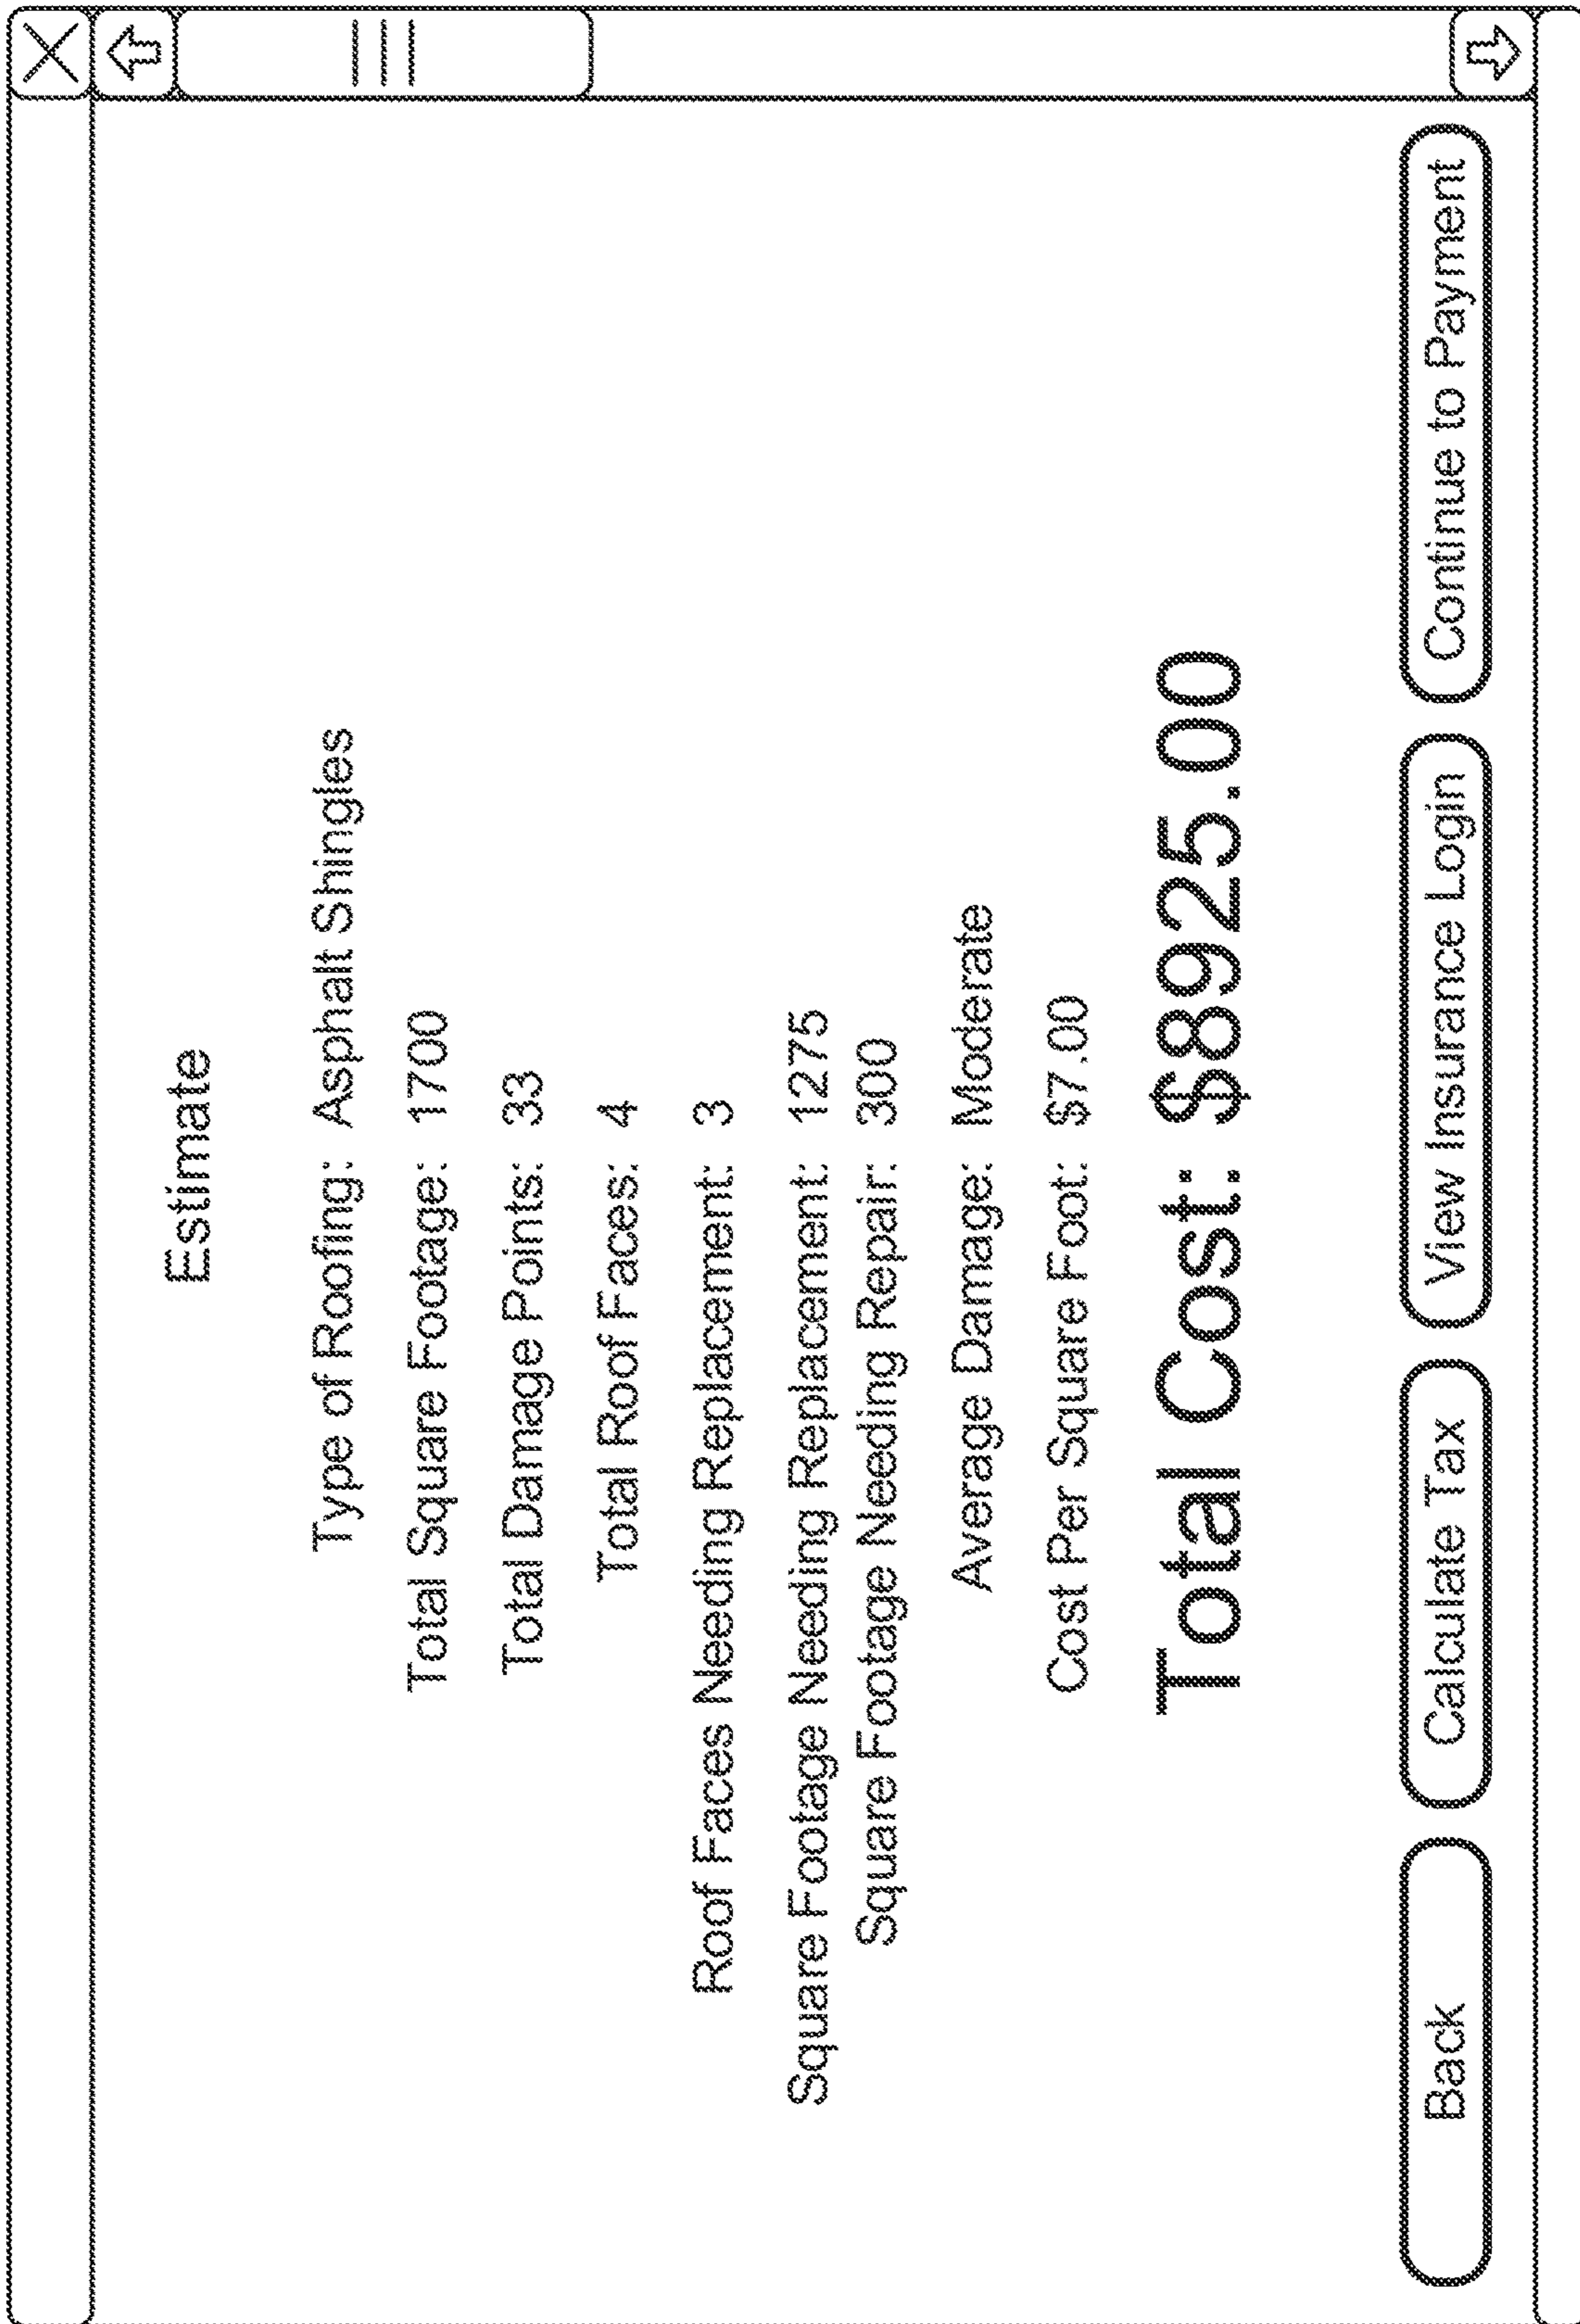 Estimate
Type of Roofing: Asphalt Shingles
Total Square Footage: 1700
Total Damage Points: 33
Total Roof Faces: 4
Roof Faces Needing Replacement: 3
Square Footage Needing Replacement: 1275
Square Footage Needing Repair: 300
Average Damage: Moderate
Cost Per Square Foot: $7.00
Total Cost: $8925.00
Back Calculate Tax View Insurance Login Continue to Payment